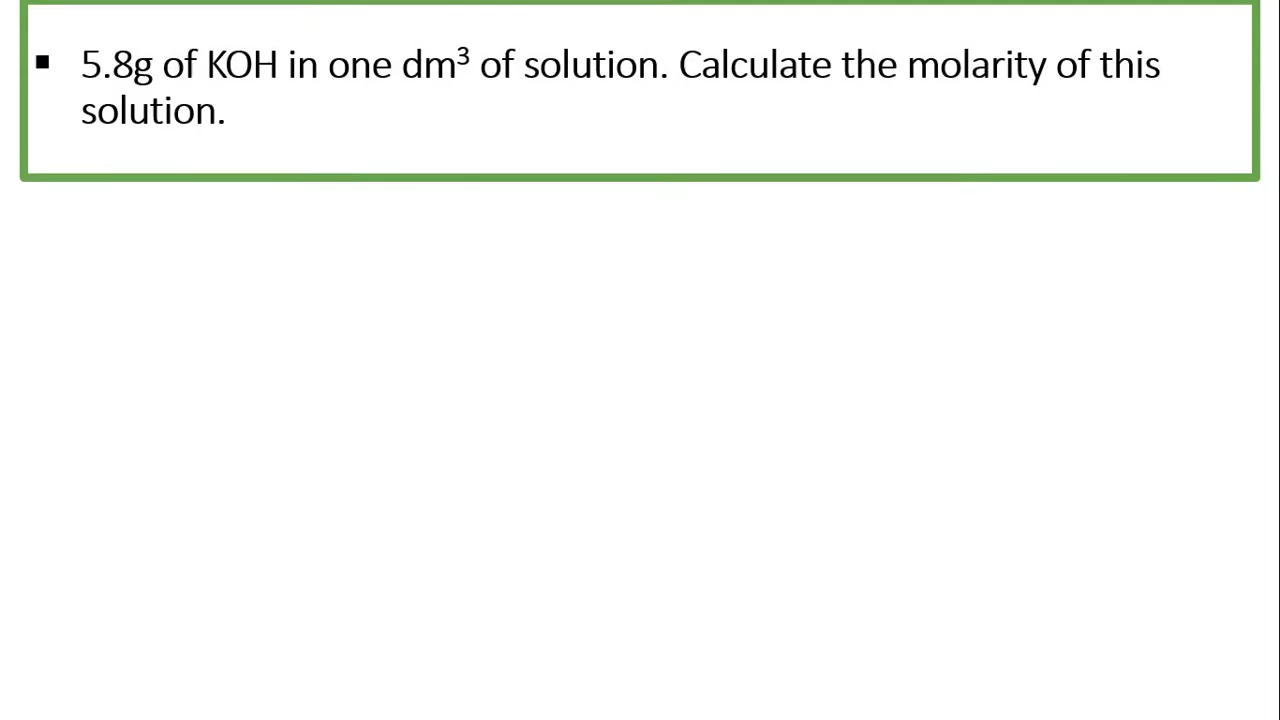 ▪ 5.8g of KOH in one dm³ of solution. Calculate the molarity of this
solution.